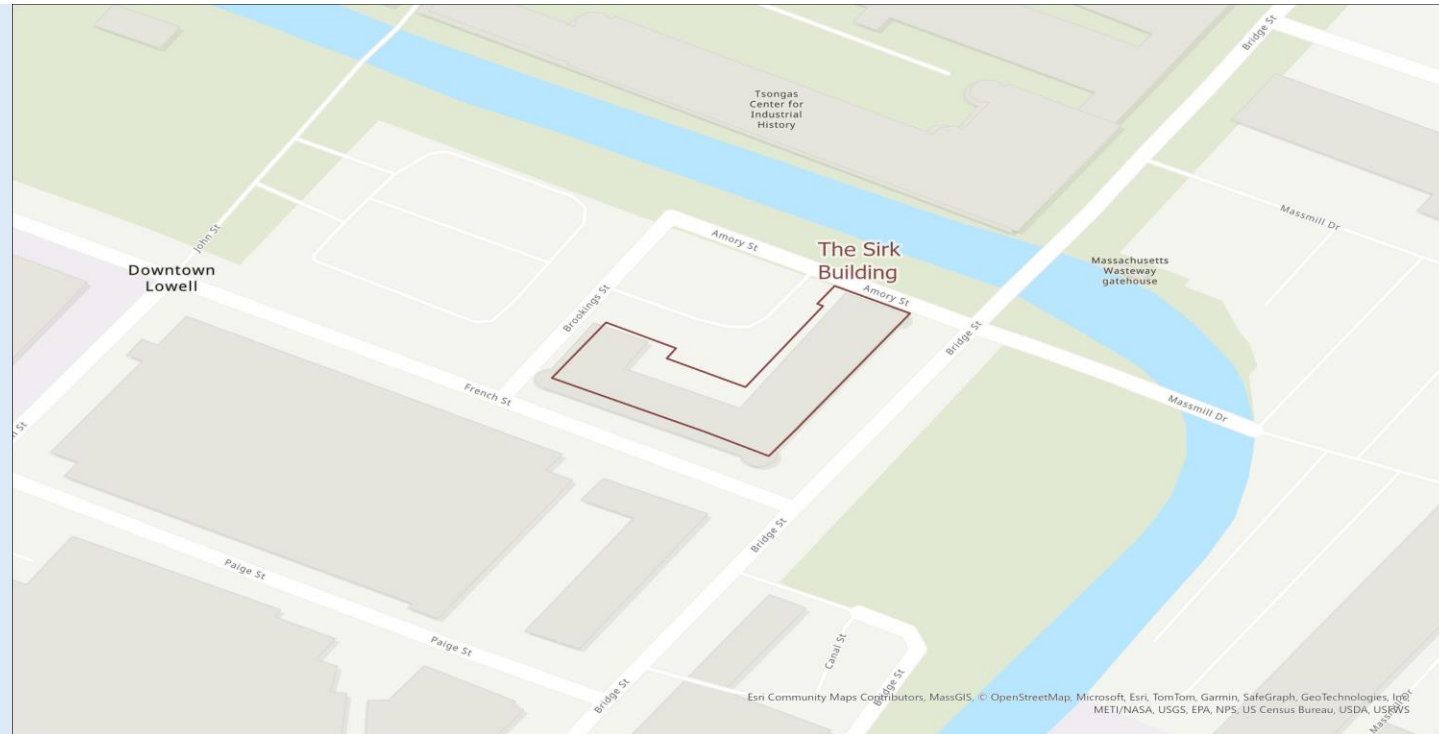 Bridge St
Tsongas
Center for
Industrial
History
Massmill Dr
John St
Amory St
The Sirk
Building
Massachusetts
Wasteway
gatehouse
Downtown
Lowell
Amory St
Brookings St
Bridge St
French St
Massmill Dr
n St
Bridge St
Paige St
Paige St
Canal St
Bridge St
Bridge St
Esri Community Maps Contributors, MassGIS, © OpenStreetMap, Microsoft, Esri, TomTom, Garmin, SafeGraph, GeoTechnologies, Inc,
METI/NASA, USGS, EPA, NPS, US Census Bureau, USDA, USFWS